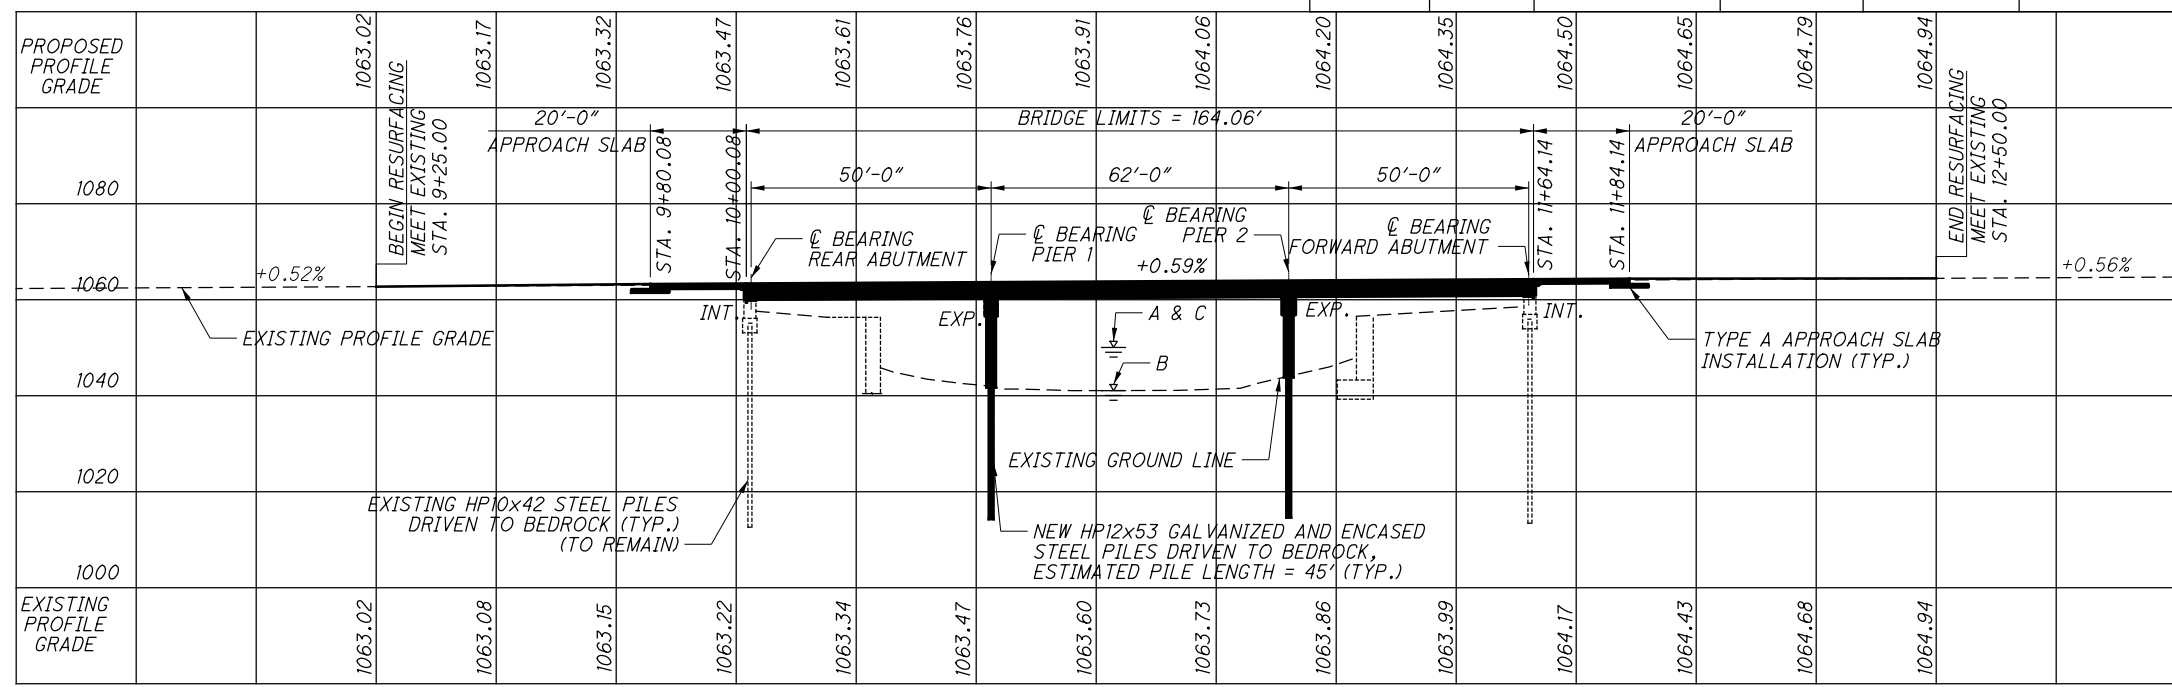 PROPOSED
PROFILE
GRADE
1063.02
1063.17
1063.32
1063.47
1063.61
1063.76
1063.91
1064.06
1064.20
1064.35
1064.50
1064.65
1064.79
1064.94
BEGIN RESURFACING
MEET EXISTING
STA. 9+25.00
20'-0"
APPROACH SLAB
STA. 9+80.08
STA. 10+00.08
BRIDGE LIMITS = 164.06'
50'-0"
62'-0"
50'-0"
STA. 11+64.14
STA. 11+84.14
20'-0"
APPROACH SLAB
END RESURFACING
MEET EXISTING
STA. 12+50.00
1080
℄ BEARING
REAR ABUTMENT
℄ BEARING
PIER 1
℄ BEARING
PIER 2
℄ BEARING
FORWARD ABUTMENT
+0.52%
+0.59%
+0.56%
1060
INT.
EXP.
A & C
EXP.
INT.
EXISTING PROFILE GRADE
TYPE A APPROACH SLAB
INSTALLATION (TYP.)
B
1040
EXISTING GROUND LINE
1020
EXISTING HP10x42 STEEL PILES
DRIVEN TO BEDROCK (TYP.)
(TO REMAIN)
NEW HP12x53 GALVANIZED AND ENCASED
STEEL PILES DRIVEN TO BEDROCK,
ESTIMATED PILE LENGTH = 45' (TYP.)
1000
EXISTING
PROFILE
GRADE
1063.02
1063.08
1063.15
1063.22
1063.34
1063.47
1063.60
1063.73
1063.86
1063.99
1064.17
1064.43
1064.68
1064.94